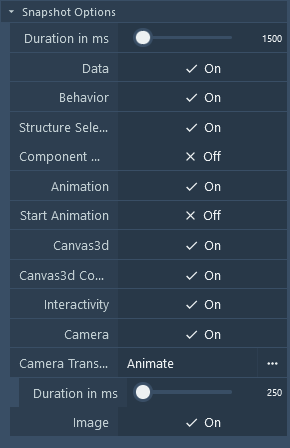 Snapshot Options
Duration in ms 1500
Data On
Behavior On
Structure Sele... On
Component ... Off
Animation On
Start Animation Off
Canvas3d On
Canvas3d Co... On
Interactivity On
Camera On
Camera Trans... Animate ...
Duration in ms 250
Image On